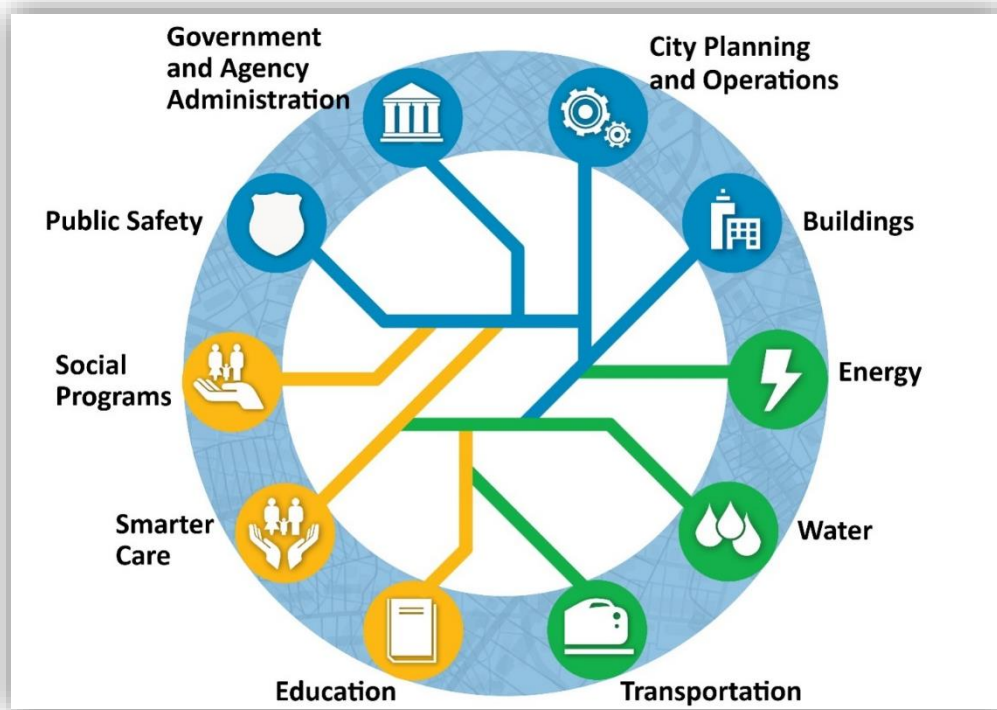 Government
and Agency
Administration
City Planning
and Operations
Public Safety
Buildings
Social
Programs
Energy
Smarter
Care
Water
Education
Transportation